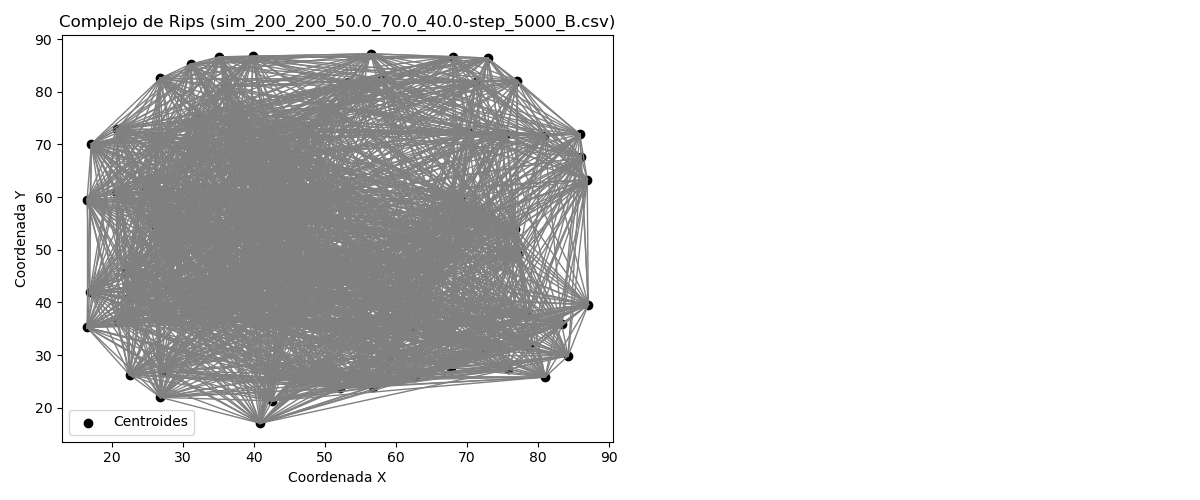 Complejo de Rips (sim_200_200_50.0_70.0_40.0-step_5000_B.csv)
90
80
70
60
50
40
30
20
Coordenada Y
Centroides
20 30 40 50 60 70 80 90
Coordenada X